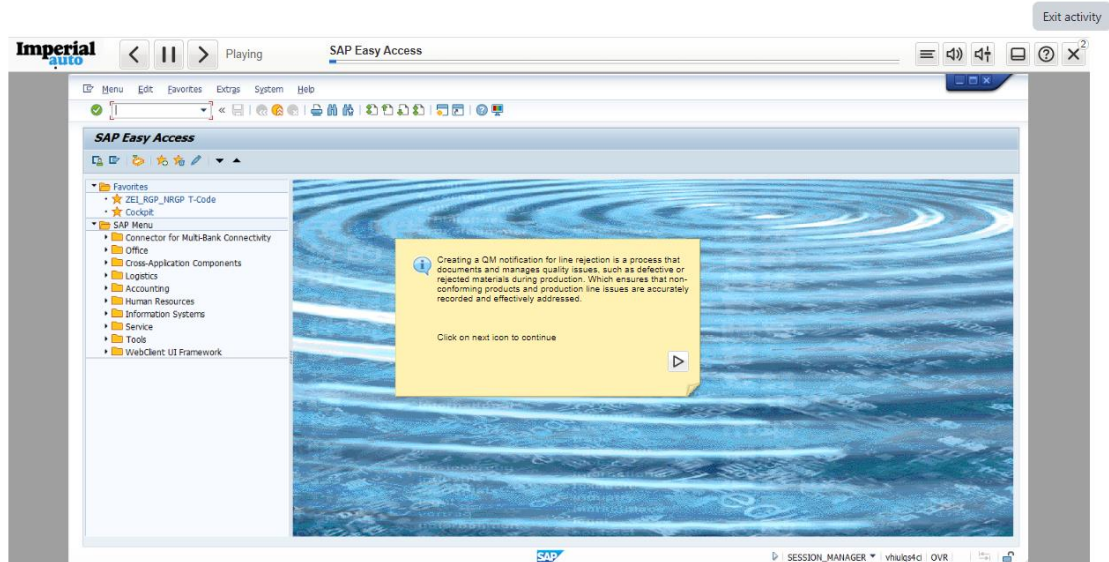 Exit activity
Imperial
auto
Playing
SAP Easy Access
2
Menu Edit Favorites Extras System Help
SAP Easy Access
Favorites
ZEI_RGP_NRGP T-Code
Cockpit
SAP Menu
Connector for Multi-Bank Connectivity
Office
Cross-Application Components
Logistics
Accounting
Human Resources
Information Systems
Service
Tools
WebClient UI Framework
Creating a QM notification for line rejection is a process that
documents and manages quality issues, such as defective or
rejected materials during production. Which ensures that non-
conforming products and production line issues are accurately
recorded and effectively addressed.
Click on next icon to continue
SAP
SESSION_MANAGER vhiulqs4ci OVR